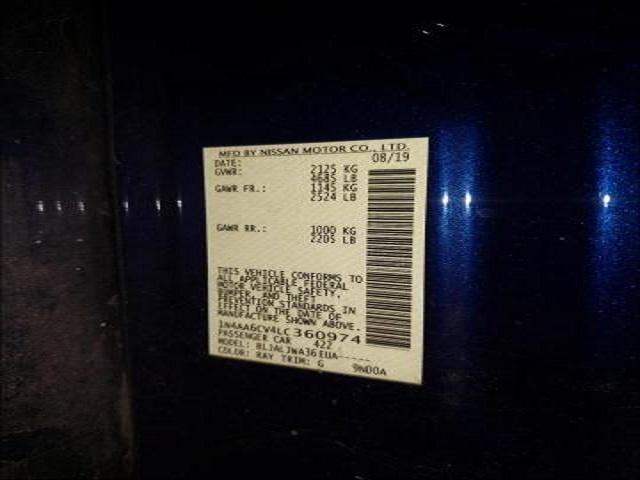 MFD BY NISSAN MOTOR CO., LTD.
DATE: 08/19
GVWR: 2125 KG
4685 LB
GAWR FR.: 1145 KG
2524 LB
GAWR RR.: 1000 KG
2205 LB
THIS VEHICLE CONFORMS TO
ALL APPLICABLE FEDERAL
MOTOR VEHICLE SAFETY,
BUMPER, AND THEFT
PREVENTION STANDARDS IN
EFFECT ON THE DATE OF
MANUFACTURE SHOWN ABOVE.
1N4AA6CV4LC360974
PASSENGER CAR 422
MODEL: BLJALJWA36EUA-----
COLOR: RAY TRIM: G 9N00A